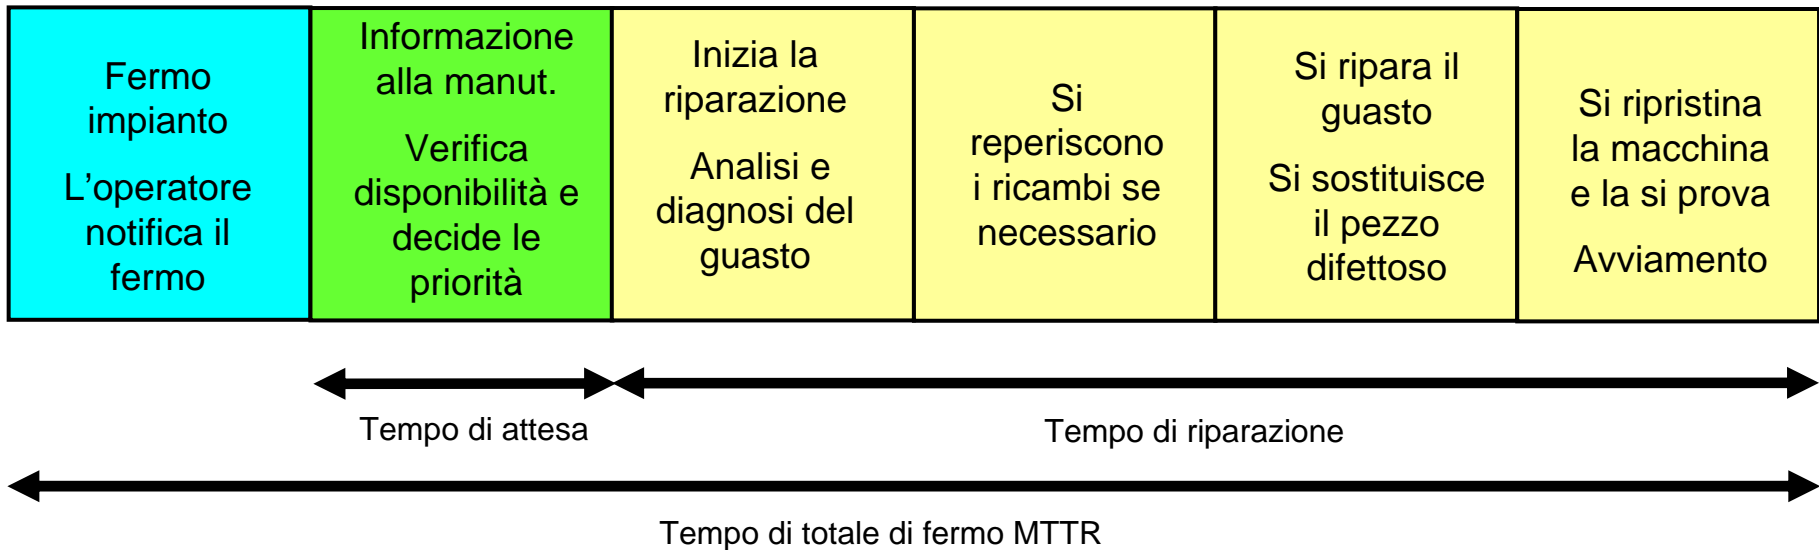 Fermo
impianto
L’operatore
notifica il
fermo
Informazione
alla manut.
Verifica
disponibilità e
decide le
priorità
Inizia la
riparazione
Analisi e
diagnosi del
guasto
Si
reperiscono
i ricambi se
necessario
Si ripara il
guasto
Si sostituisce
il pezzo
difettoso
Si ripristina
la macchina
e la si prova
Avviamento
Tempo di attesa
Tempo di riparazione
Tempo di totale di fermo MTTR